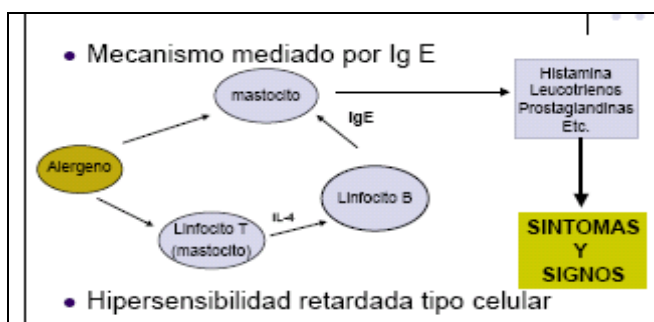 • Mecanismo mediado por Ig E
mastocito
Histamina
Leucotrienos
Prostaglandinas
Etc.
IgE
Alergeno
Linfocito B
IL-4
Linfocito T
(mastocito)
SINTOMAS
Y
SIGNOS
• Hipersensibilidad retardada tipo celular